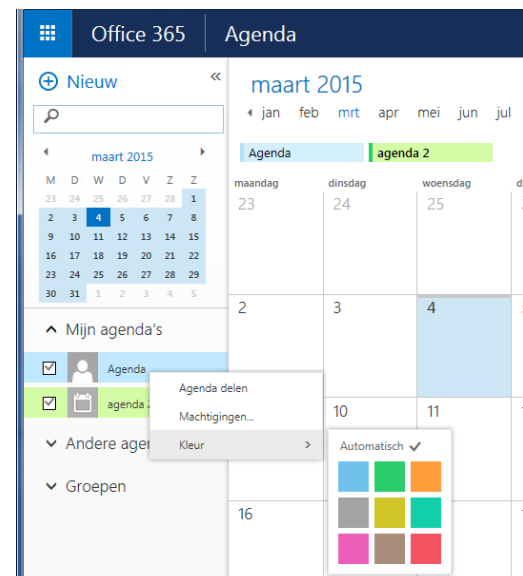 Office 365 Agenda
Nieuw «
maart 2015
jan feb mrt apr mei jun jul
Agenda agenda 2
maart 2015
M D W D V Z Z
23 24 25 26 27 28 1
2 3 4 5 6 7 8
9 10 11 12 13 14 15
16 17 18 19 20 21 22
23 24 25 26 27 28 29
30 31 1 2 3 4 5
maandag dinsdag woensdag
23 24 25
2 3 4
Mijn agenda's
Agenda
agenda
Agenda delen
Machtigingen...
Kleur
10 11
Andere agen
Automatisch
Groepen
16